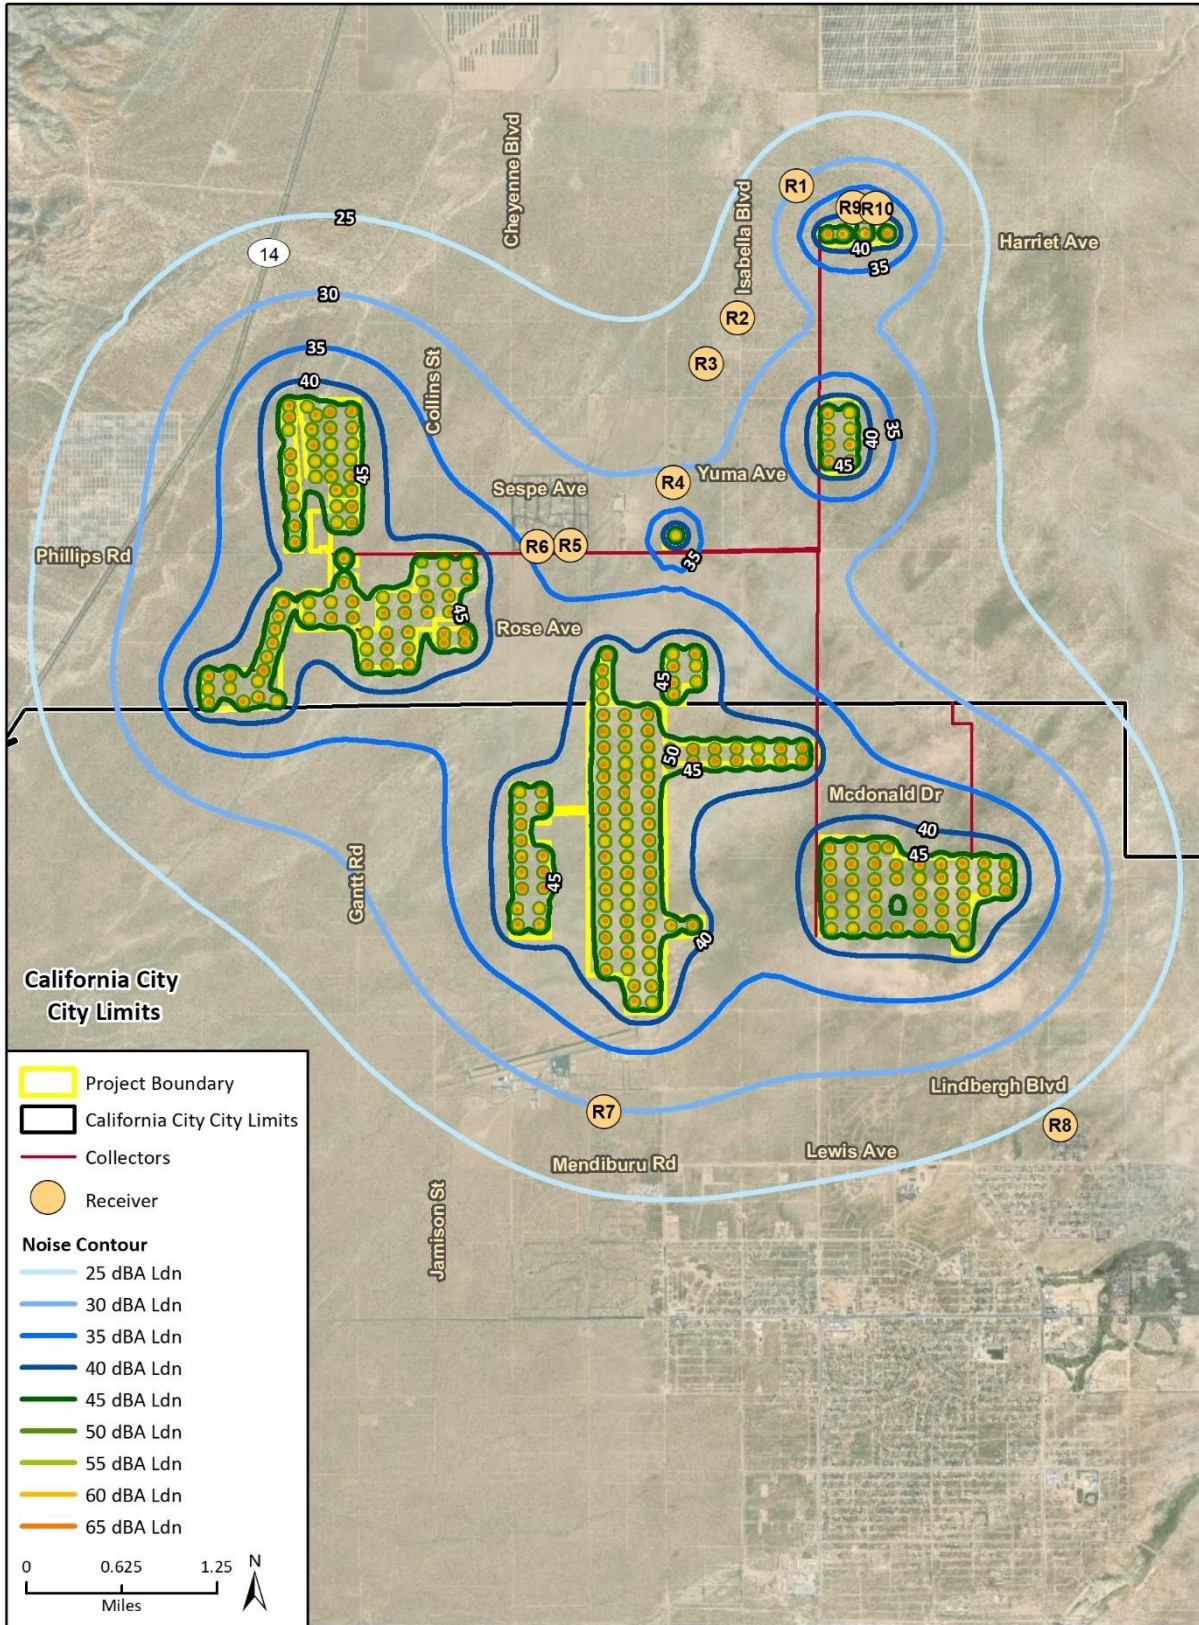 Cheyenne Blvd
Isabella Blvd
R1
R9
R10
25
14
Harriet Ave
40
35
30
R2
35
Collins St
R3
40
35
40
45
45
Sespe Ave
R4
Yuma Ave
Phillips Rd
R6
R5
35
45
Rose Ave
45
50
45
Mcdonald Dr
40
45
45
Gantt Rd
40
California City
City Limits
Project Boundary
California City City Limits
Collectors
Receiver
Noise Contour
25 dBA Ldn
30 dBA Ldn
35 dBA Ldn
40 dBA Ldn
45 dBA Ldn
50 dBA Ldn
55 dBA Ldn
60 dBA Ldn
65 dBA Ldn
0 0.625 1.25
Miles
N
Lindbergh Blvd
R7
R8
Mendiburu Rd
Lewis Ave
Jamison St